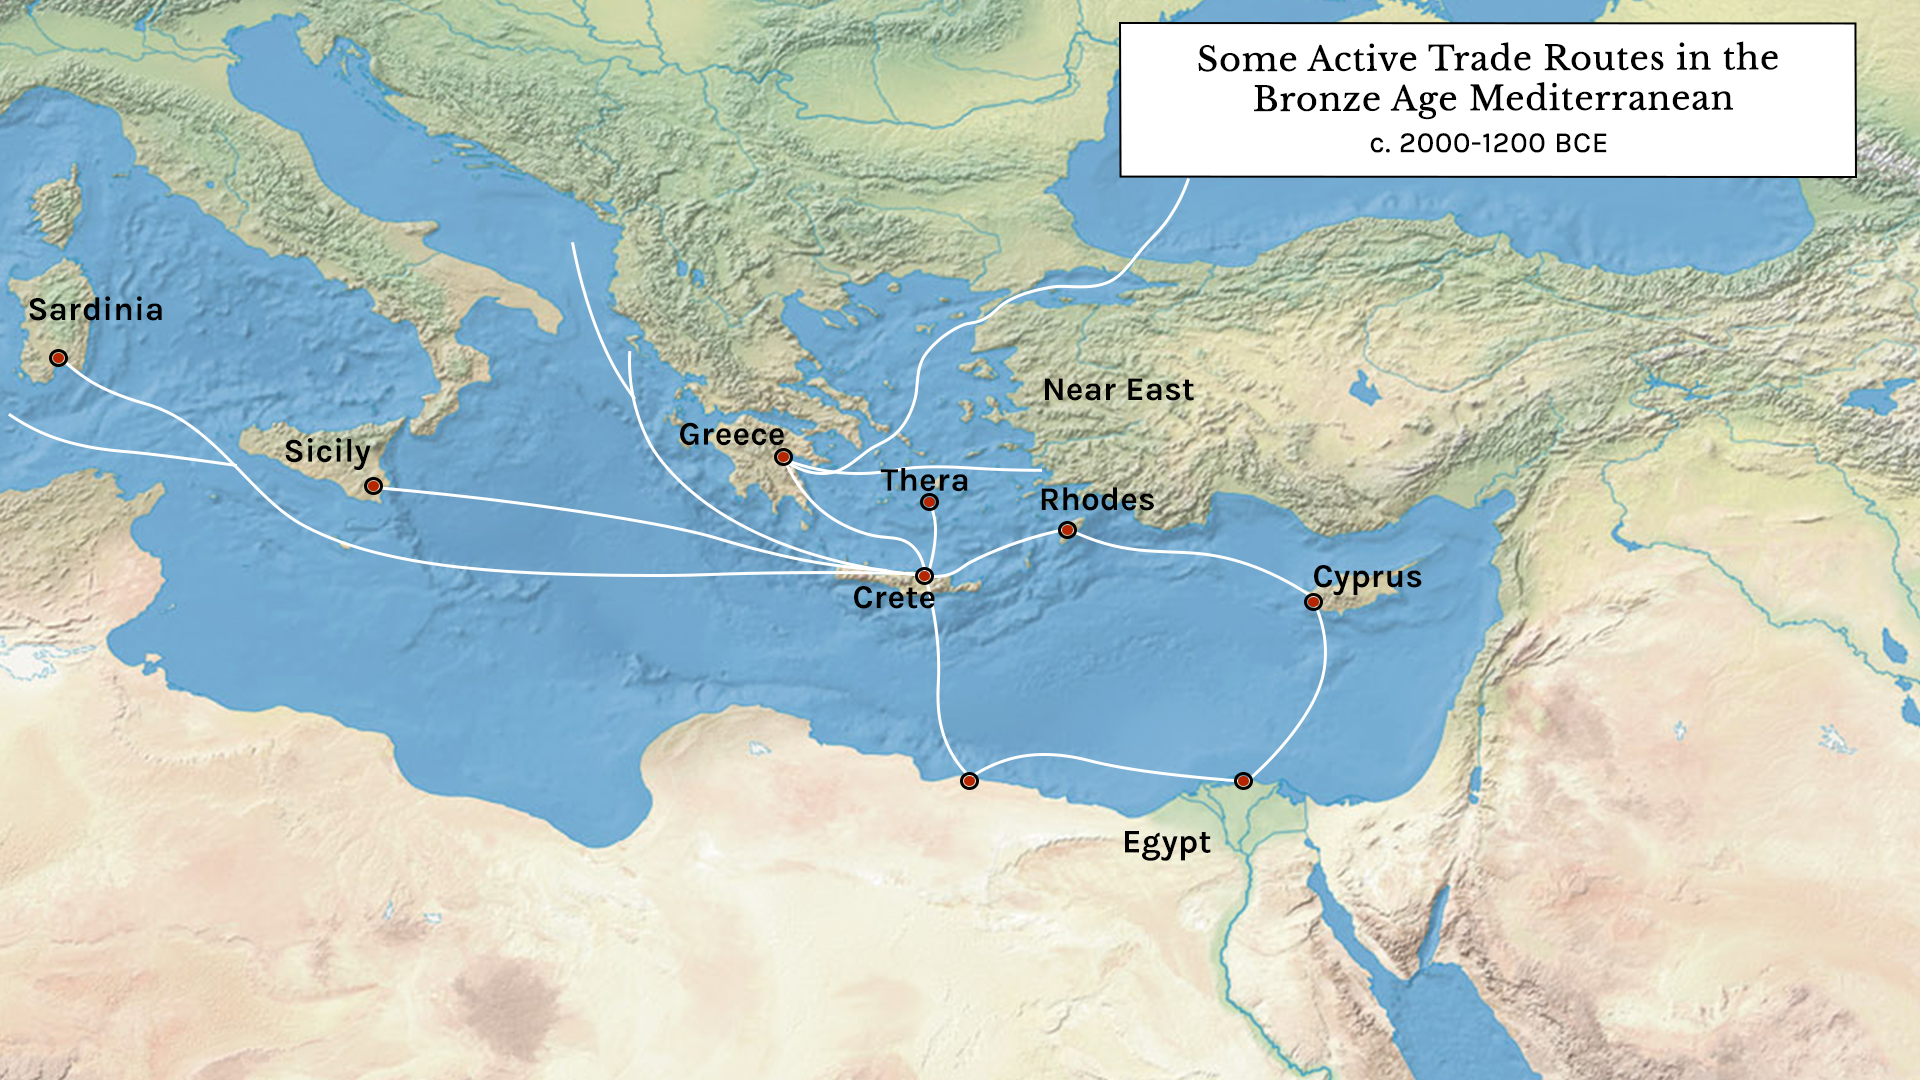 Some Active Trade Routes in the
Bronze Age Mediterranean
c. 2000-1200 BCE
Sardinia
Near East
Greece
Sicily
Thera
Rhodes
Cyprus
Crete
Egypt